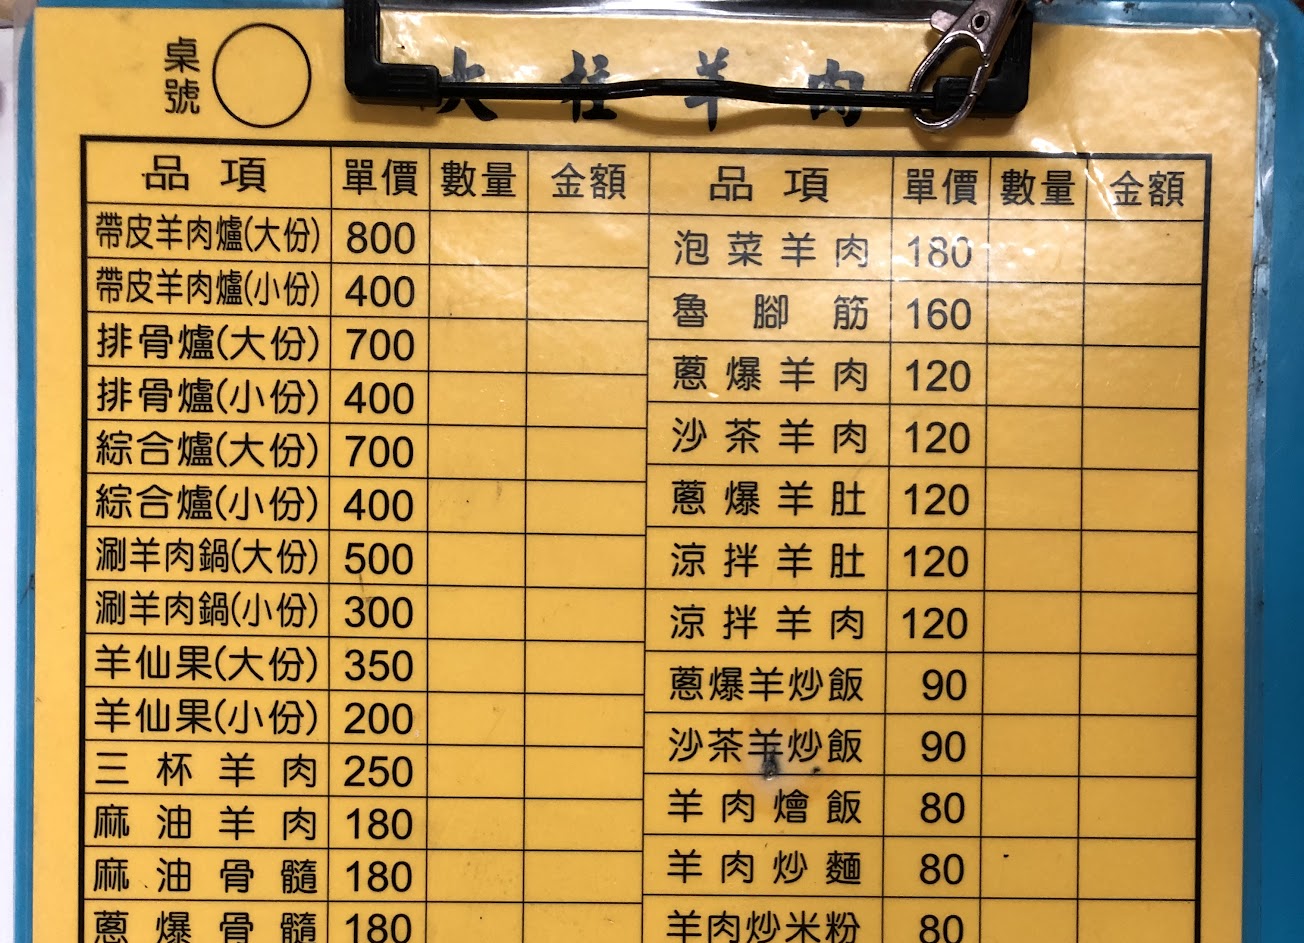 桌號
大柱羊肉
品項 單價 數量 金額 品項 單價 數量 金額
帶皮羊肉爐(大份) 800
帶皮羊肉爐(小份) 400
排骨爐(大份) 700
排骨爐(小份) 400
綜合爐(大份) 700
綜合爐(小份) 400
涮羊肉鍋(大份) 500
涮羊肉鍋(小份) 300
羊仙果(大份) 350
羊仙果(小份) 200
三杯羊肉 250
麻油羊肉 180
麻油骨髓 180
蔥爆骨髓 180
泡菜羊肉 180
魯腳筋 160
蔥爆羊肉 120
沙茶羊肉 120
蔥爆羊肚 120
涼拌羊肚 120
涼拌羊肉 120
蔥爆羊炒飯 90
沙茶羊炒飯 90
羊肉燴飯 80
羊肉炒麵 80
羊肉炒米粉 80